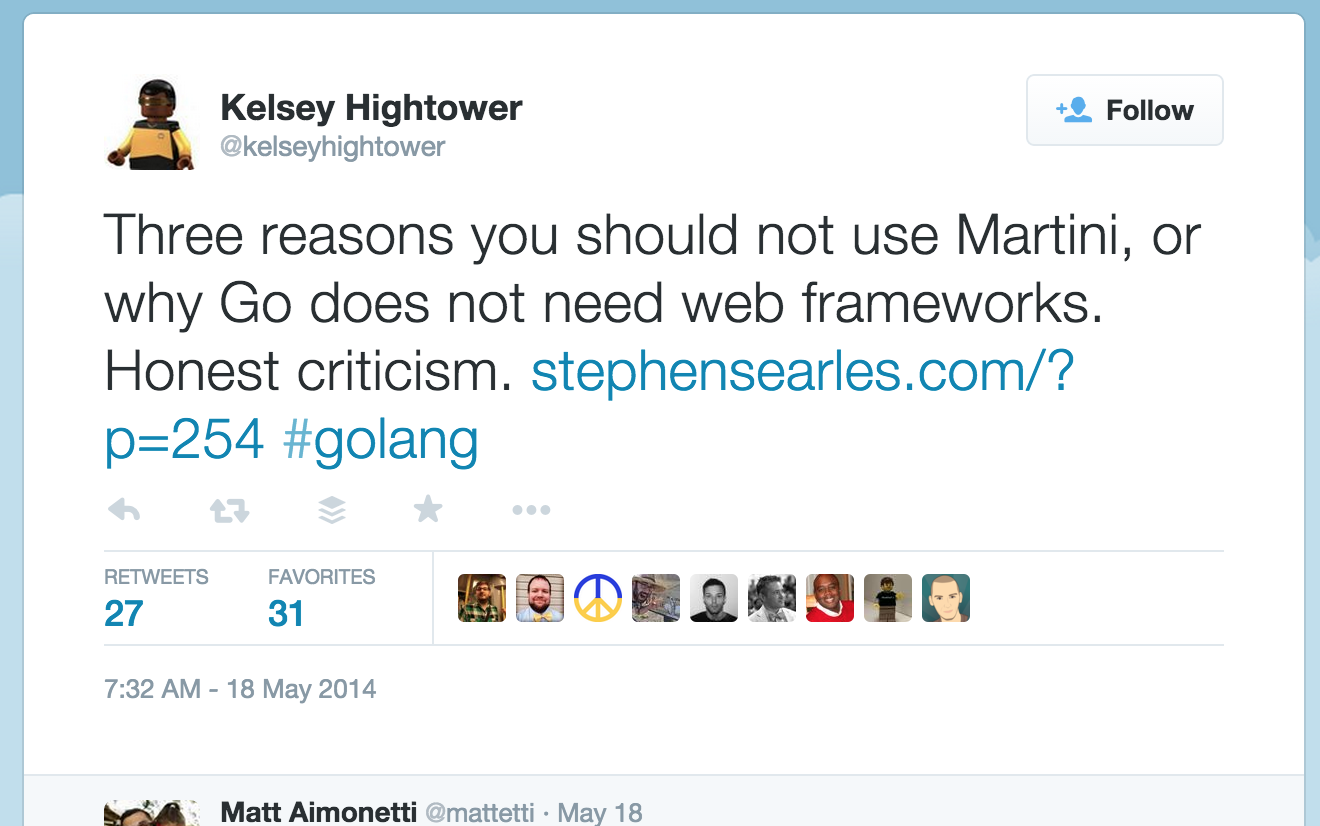 Kelsey Hightower
@kelseyhightower
Follow
Three reasons you should not use Martini, or
why Go does not need web frameworks.
Honest criticism. stephensearles.com/?
p=254 #golang
RETWEETS
27
FAVORITES
31
7:32 AM - 18 May 2014
Matt Aimonetti @mattetti · May 18